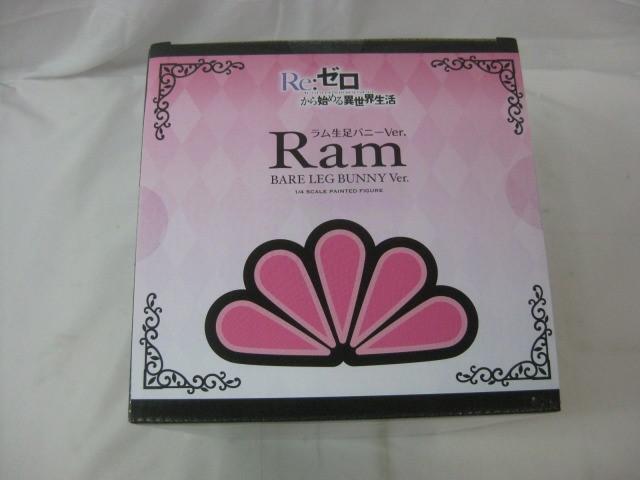 Re:ゼロ
から始める異世界生活
ラム生足バニーVer.
Ram
BARE LEG BUNNY Ver.
1/4 SCALE PAINTED FIGURE